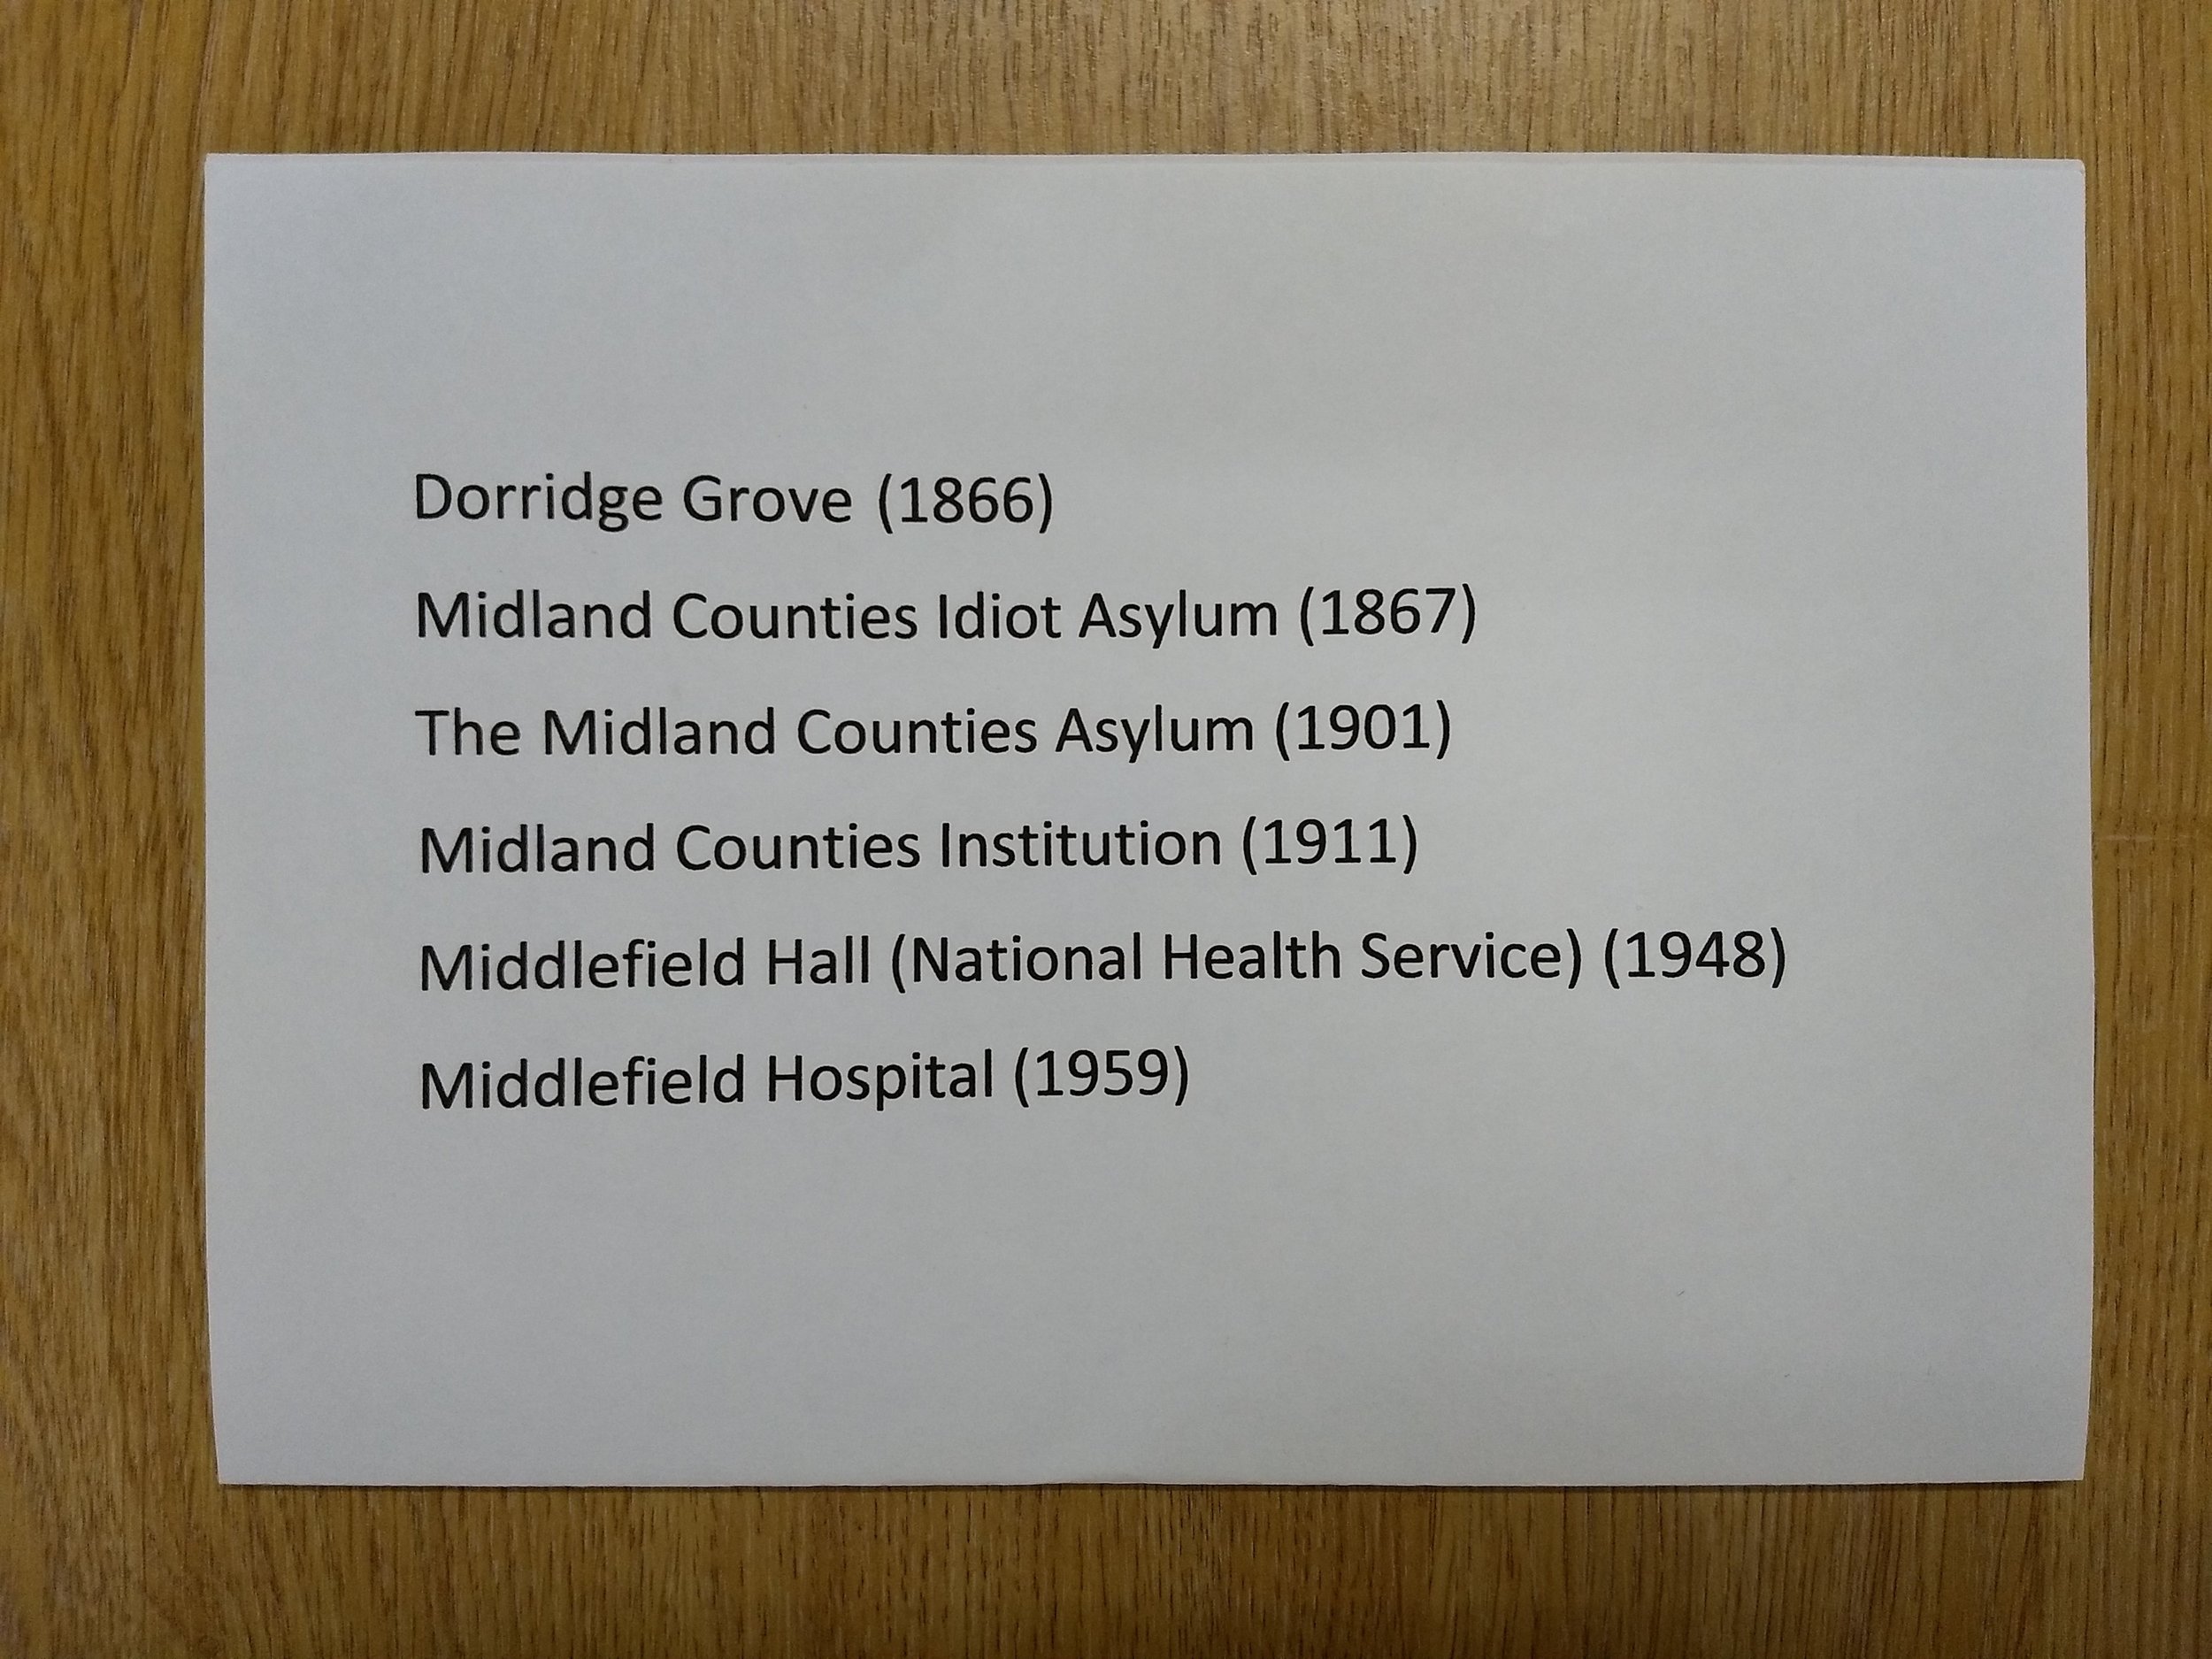 Dorridge Grove (1866)
Midland Counties Idiot Asylum (1867)
The Midland Counties Asylum (1901)
Midland Counties Institution (1911)
Middlefield Hall (National Health Service) (1948)
Middlefield Hospital (1959)